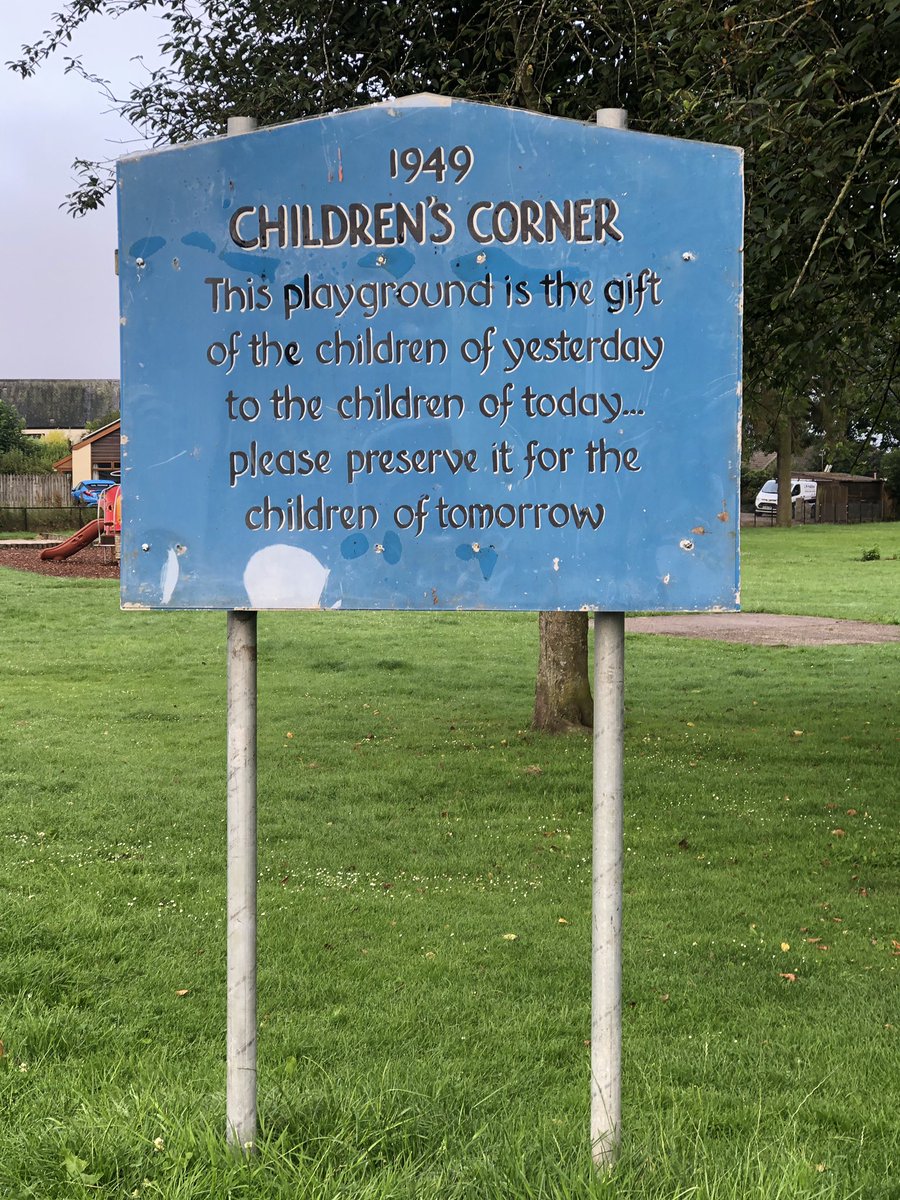 1949
CHILDREN'S CORNER
This playground is the gift
of the children of yesterday
to the children of today...
please preserve it for the
children of tomorrow